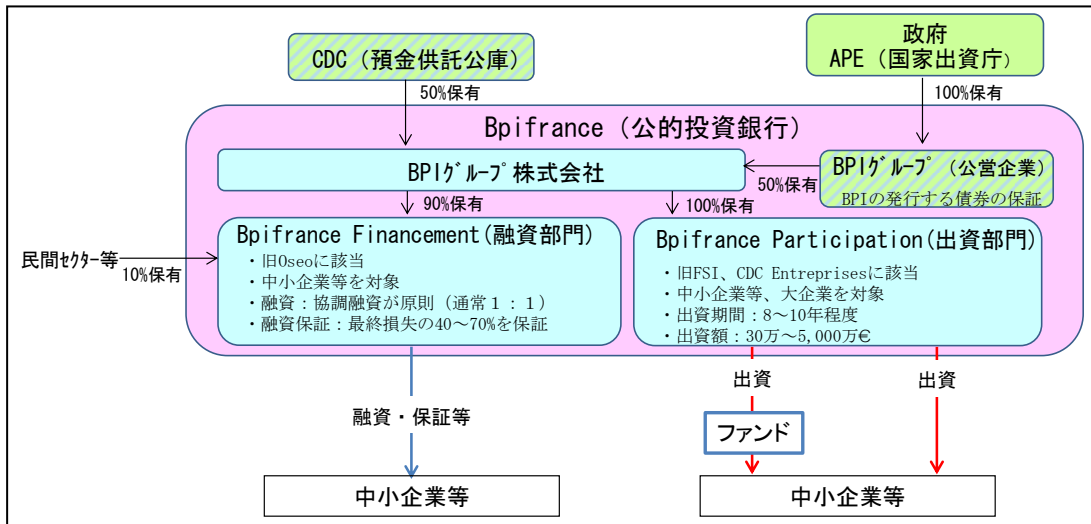 CDC（預金供託公庫）
政府
APE（国家出資庁）
50%保有
100%保有
Bpifrance（公的投資銀行）
BPIｸﾞﾙｰﾌﾟ株式会社
50%保有
BPIｸﾞﾙｰﾌﾟ（公営企業）
BPIの発行する債券の保証
90%保有
100%保有
民間ｾｸﾀｰ等
10%保有
Bpifrance Financement(融資部門)
・旧Oseoに該当
・中小企業等を対象
・融資：協調融資が原則（通常１：１）
・融資保証：最終損失の40～70%を保証
Bpifrance Participation(出資部門)
・旧FSI、CDC Entreprisesに該当
・中小企業等、大企業を対象
・出資期間：8～10年程度
・出資額：30万～5,000万€
融資・保証等
出資
出資
ファンド
中小企業等
中小企業等